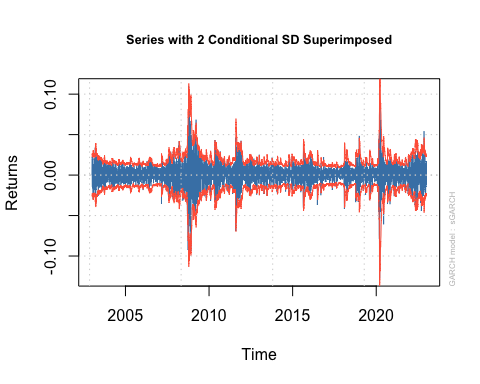 Series with 2 Conditional SD Superimposed
Returns
0.10
0.00
-0.10
2005 2010 2015 2020
Time
GARCH model : sGARCH